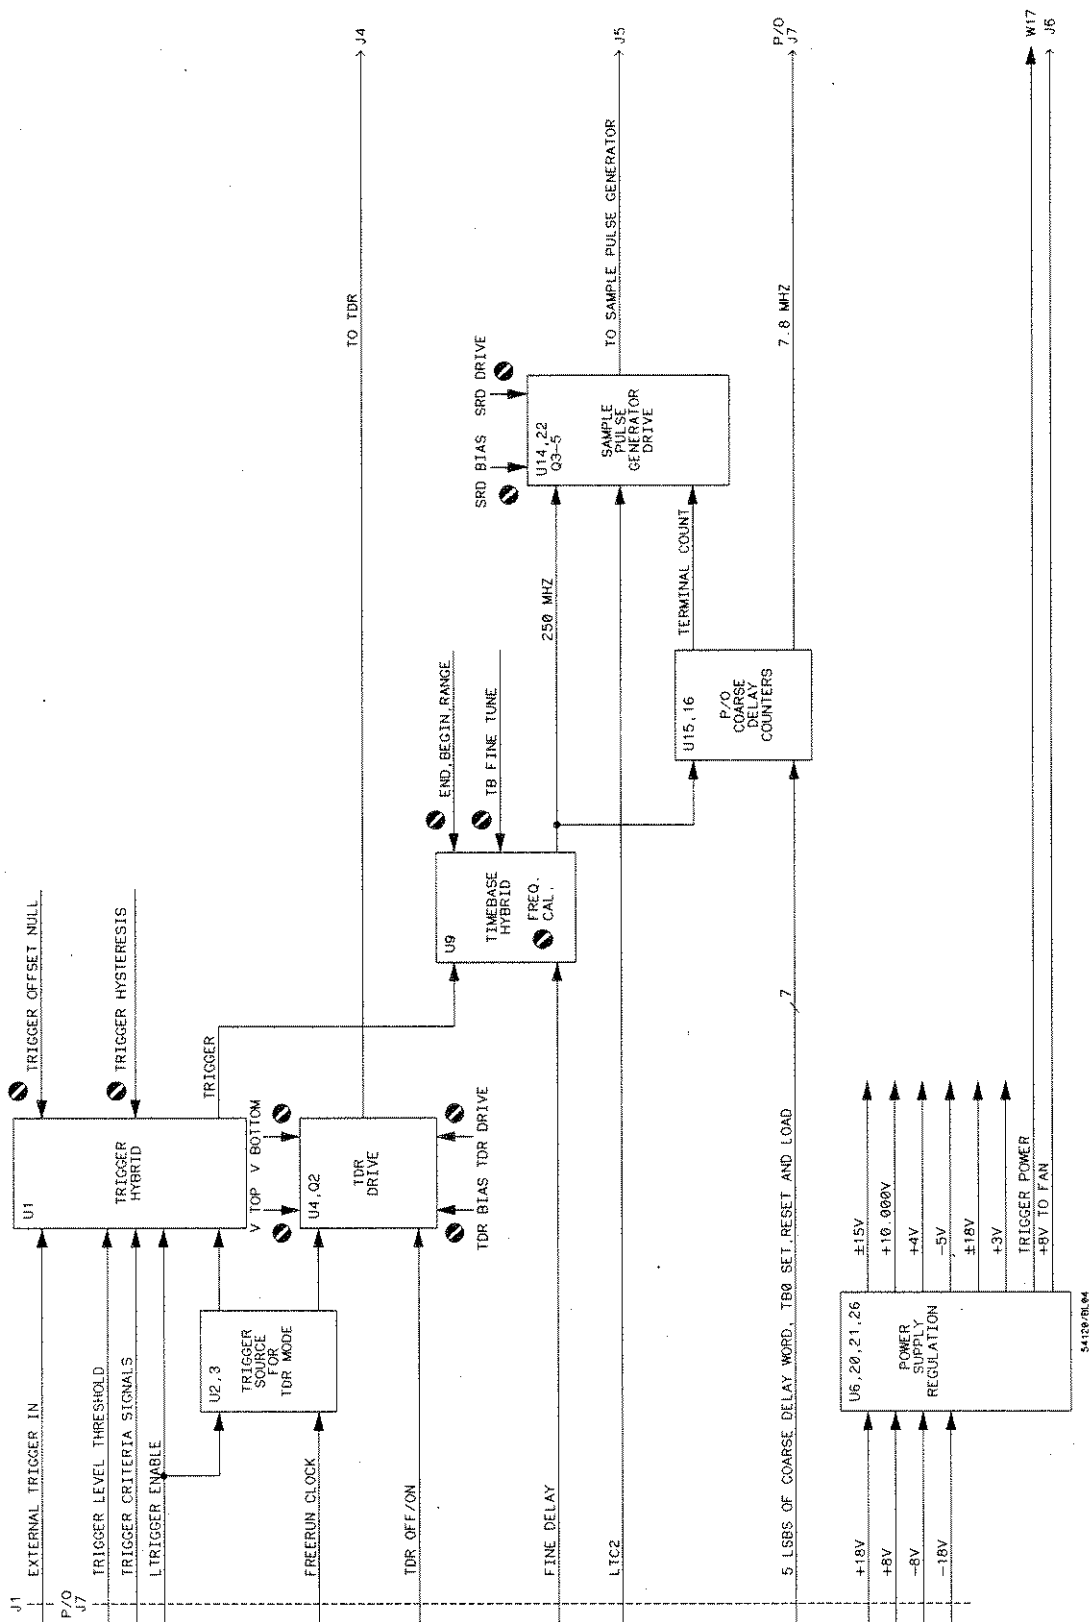 J1
EXTERNAL TRIGGER IN
P/O
J7
TRIGGER LEVEL THRESHOLD
TRIGGER CRITERIA SIGNALS
LTRIGGER ENABLE
U1
TRIGGER
HYBRID
TRIGGER OFFSET NULL
TRIGGER HYSTERESIS
TRIGGER
U2,3
TRIGGER
SOURCE
FOR
TDR MODE
FREERUN CLOCK
TDR OFF/ON
V TOP
V BOTTOM
U4,Q2
TDR
DRIVE
TDR BIAS
TDR DRIVE
TO TDR
J4
FINE DELAY
U9
TIMEBASE
HYBRID
FREQ.
CAL.
END,BEGIN,RANGE
TB FINE TUNE
250 MHZ
SRD BIAS
SRD DRIVE
U14,22
Q3-5
SAMPLE
PULSE
GENERATOR
DRIVE
TO SAMPLE PULSE GENERATOR
J5
LTC2
TERMINAL COUNT
U15,16
P/O
COARSE
DELAY
COUNTERS
5 LSBS OF COARSE DELAY WORD, TB0 SET,RESET AND LOAD
7
7.8 MHZ
P/O
J7
+18V
+8V
-8V
-18V
U6,20,21,26
POWER
SUPPLY
REGULATION
±15V
+10.000V
+4V
-5V
±18V
+3V
TRIGGER POWER
+8V TO FAN
W17
J6
54120/BL04